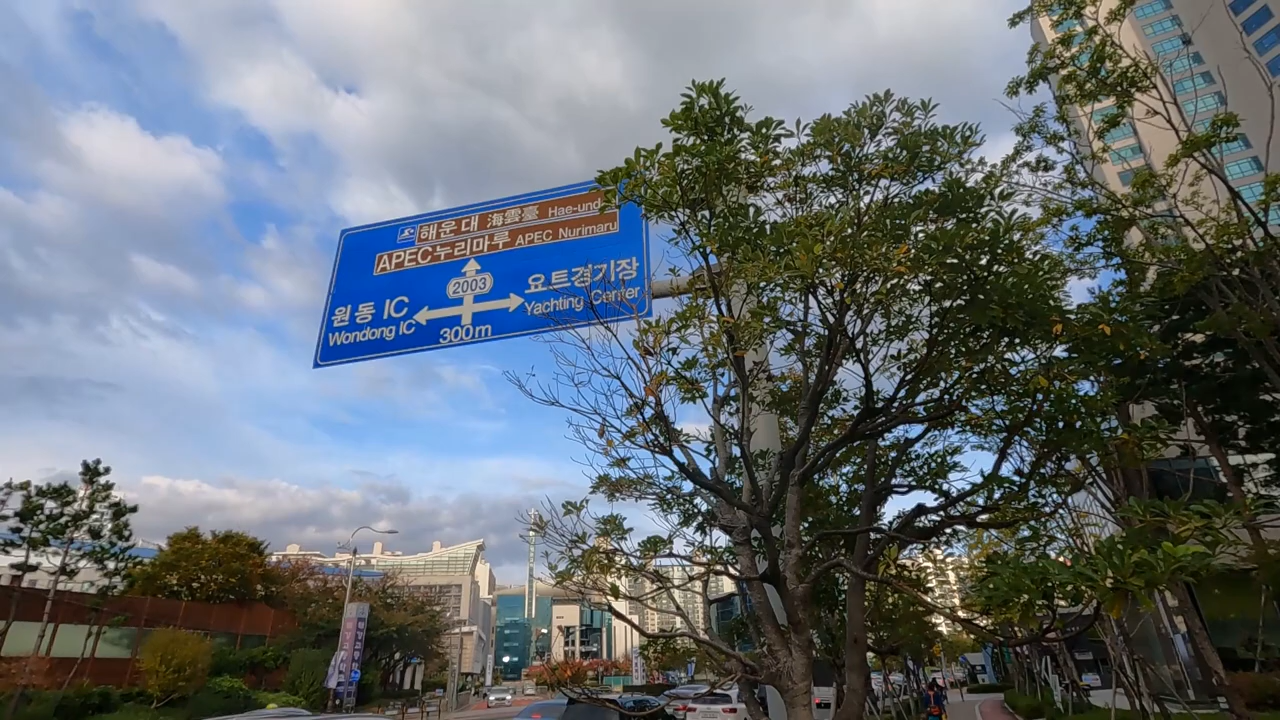 해운대 海雲臺 Hae-und
APEC누리마루 APEC Nurimaru
2003
원동 IC
Wondong IC
요트경기장
Yachting Center
300m